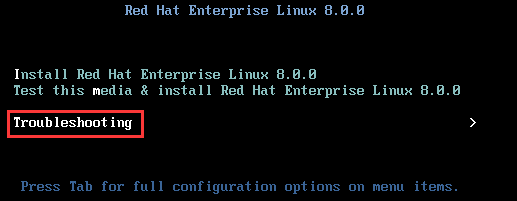 Red Hat Enterprise Linux 8.0.0
Install Red Hat Enterprise Linux 8.0.0
Test this media & install Red Hat Enterprise Linux 8.0.0
Troubleshooting >
Press Tab for full configuration options on menu items.